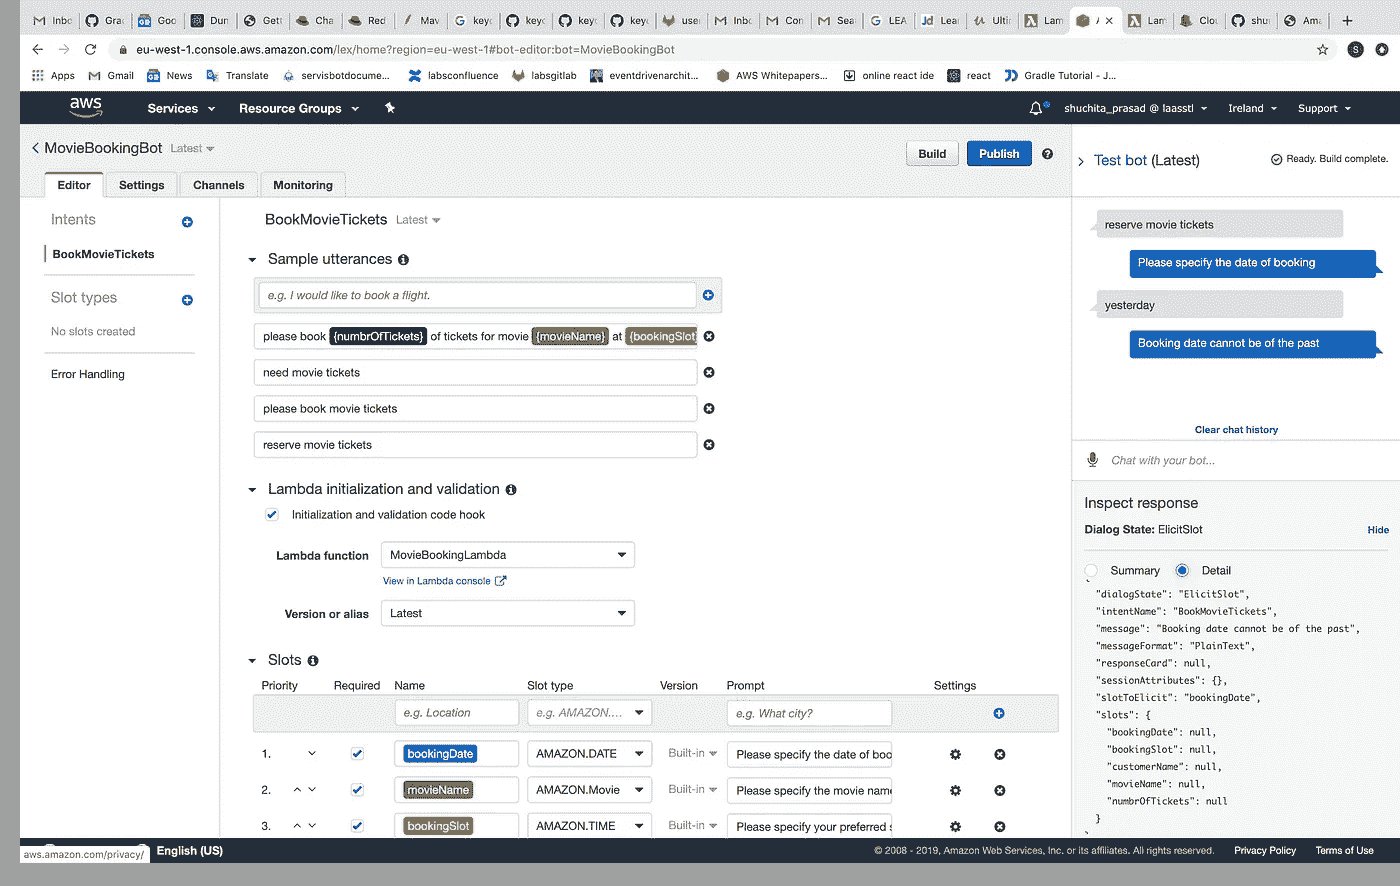 Inbo Grad Goo Dun Gett Cha Red Mav keyc keyc keyc keyc user Inbo Con Sea LEA Lear Ultir Lam A Lam Clou shu Ama
eu-west-1.console.aws.amazon.com/lex/home?region=eu-west-1#bot-editor:bot=MovieBookingBot S
Apps Gmail News Translate servisbotdocume... labsconfluence labsgitlab eventdrivenarchit... AWS Whitepapers... online react ide react Gradle Tutorial - J...
aws Services Resource Groups shuchita_prasad @ laasstl Ireland Support
MovieBookingBot Latest Build Publish Test bot (Latest) Ready. Build complete.
Editor Settings Channels Monitoring
Intents
BookMovieTickets
Slot types
No slots created
Error Handling
BookMovieTickets Latest
Sample utterances
e.g. I would like to book a flight.
please book {numbrOfTickets} of tickets for movie {movieName} at {bookingSlot
need movie tickets
please book movie tickets
reserve movie tickets
Lambda initialization and validation
Initialization and validation code hook
Lambda function MovieBookingLambda
View in Lambda console
Version or alias Latest
Slots
Priority Required Name Slot type Version Prompt Settings
e.g. Location e.g. AMAZON.... e.g. What city?
1. bookingDate AMAZON.DATE Built-in Please specify the date of boo
2. movieName AMAZON.Movie Built-in Please specify the movie name
3. bookingSlot AMAZON.TIME Built-in Please specify your preferred s
reserve movie tickets
Please specify the date of booking
yesterday
Booking date cannot be of the past
Clear chat history
Chat with your bot...
Inspect response
Dialog State: ElicitSlot Hide
Summary Detail
"dialogState": "ElicitSlot",
"intentName": "BookMovieTickets",
"message": "Booking date cannot be of the past",
"messageFormat": "PlainText",
"responseCard": null,
"sessionAttributes": {},
"slotToElicit": "bookingDate",
"slots": {
"bookingDate": null,
"bookingSlot": null,
"customerName": null,
"movieName": null,
"numbrOfTickets": null
}
aws.amazon.com/privacy/ English (US) © 2008 - 2019, Amazon Web Services, Inc. or its affiliates. All rights reserved. Privacy Policy Terms of Use